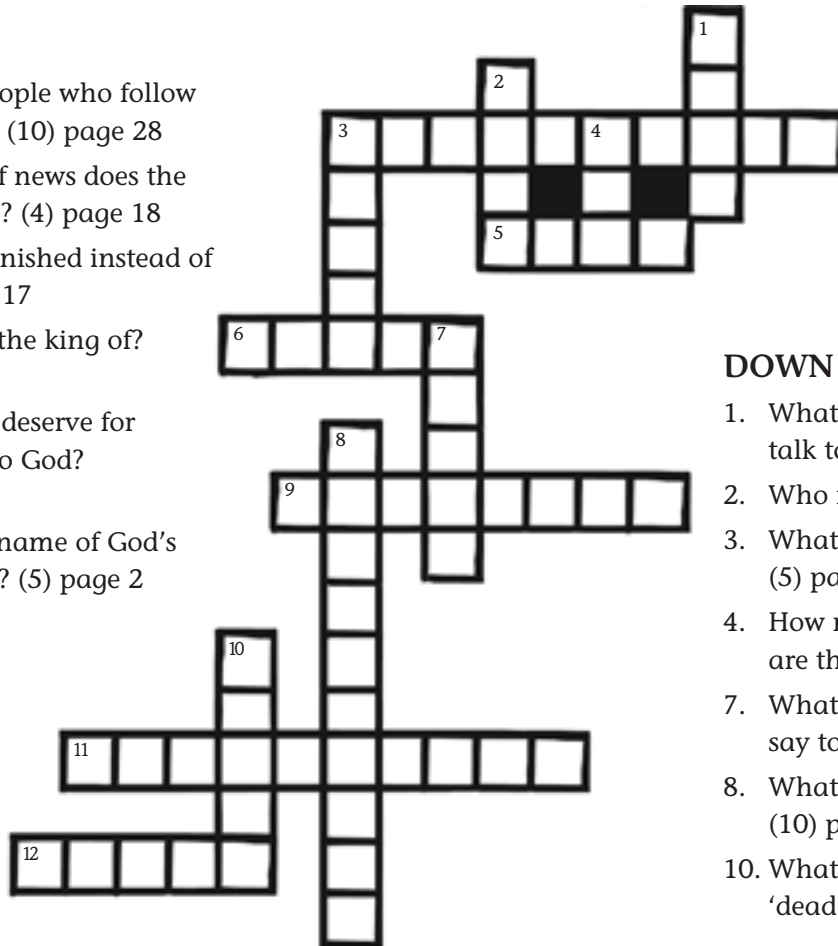 ople who follow
(10) page 28
f news does the
? (4) page 18
nished instead of
17
the king of?
deserve for
o God?
name of God's
? (5) page 2
1
2
3
4
5
6
7
8
9
10
11
12
DOWN
1. What
talk to
2. Who
3. What
(5) pa
4. How
are th
7. What
say to
8. What
(10) p
10. What
'dead